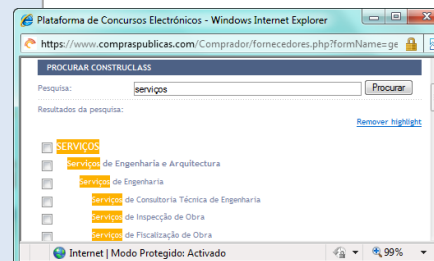 Plataforma de Concursos Electrónicos - Windows Internet Explorer
https://www.compraspublicas.com/Comprador/fornecedores.php?formName=ge
PROCURAR CONSTRUCLASS
Pesquisa: serviços Procurar
Resultados da pesquisa:
Remover highlight
SERVIÇOS
Serviços de Engenharia e Arquitectura
Serviços de Engenharia
Serviços de Consultoria Técnica de Engenharia
Serviços de Inspecção de Obra
Serviços de Fiscalização de Obra
Internet | Modo Protegido: Activado 99%